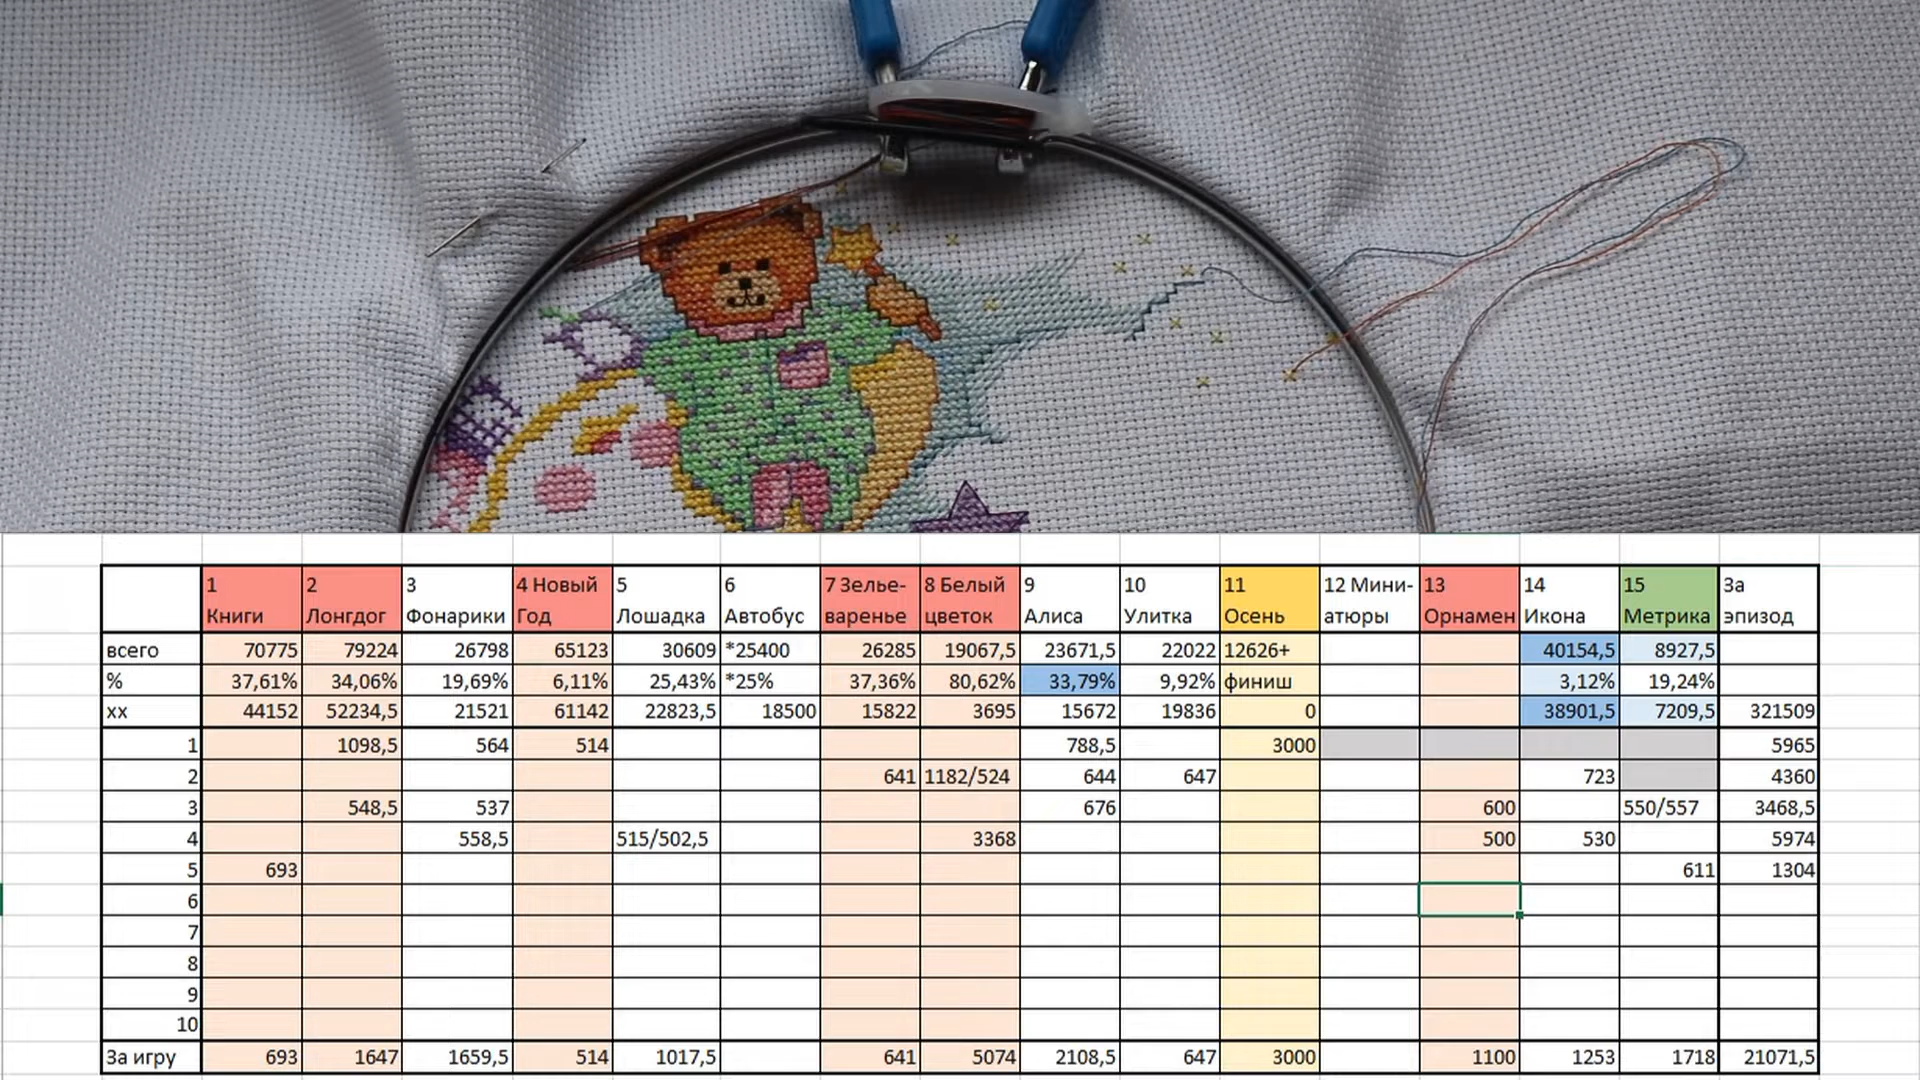 1 2 3 4 Новый 5 6 7 Зелье- 8 Белый 9 10 11 12 Мини- 13 14 15 За
Книги Лонгдог Фонарики Год Лошадка Автобус варенье цветок Алиса Улитка Осень атюры Орнамен Икона Метрика эпизод
всего 70775 79224 26798 65123 30609 *25400 26285 19067,5 23671,5 22022 12626+ 40154,5 8927,5
% 37,61% 34,06% 19,69% 6,11% 25,43% *25% 37,36% 80,62% 33,79% 9,92% финиш 3,12% 19,24%
хх 44152 52234,5 21521 61142 22823,5 18500 15822 3695 15672 19836 0 38901,5 7209,5 321509
1 1098,5 564 514 788,5 3000 5965
2 641 1182/524 644 647 723 4360
3 548,5 537 676 600 550/557 3468,5
4 558,5 515/502,5 3368 500 530 5974
5 693 611 1304
6
7
8
9
10
За игру 693 1647 1659,5 514 1017,5 641 5074 2108,5 647 3000 1100 1253 1718 21071,5